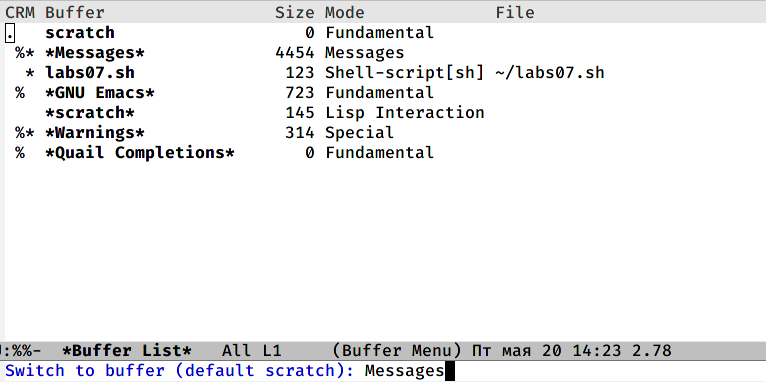 CRM Buffer Size Mode File
. scratch 0 Fundamental
%* *Messages* 4454 Messages
* labs07.sh 123 Shell-script[sh] ~/labs07.sh
% *GNU Emacs* 723 Fundamental
*scratch* 145 Lisp Interaction
%* *Warnings* 314 Special
% *Quail Completions* 0 Fundamental
U:%%- *Buffer List* All L1 (Buffer Menu) Пт мая 20 14:23 2.78
Switch to buffer (default scratch): Messages